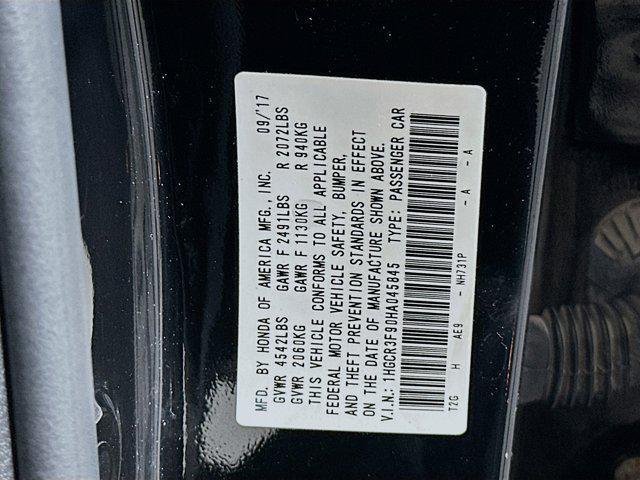 MFD. BY HONDA OF AMERICA MFG., INC. 09/'17
GVWR 4542LBS GAWR F 2491LBS R 2072LBS
GVWR 2060KG GAWR F 1130KG R 940KG
THIS VEHICLE CONFORMS TO ALL APPLICABLE
FEDERAL MOTOR VEHICLE SAFETY, BUMPER,
AND THEFT PREVENTION STANDARDS IN EFFECT
ON THE DATE OF MANUFACTURE SHOWN ABOVE.
V.I.N.: 1HGCR3F90HA045845 TYPE: PASSENGER CAR
T2G H AE9 - NH731P - A - A